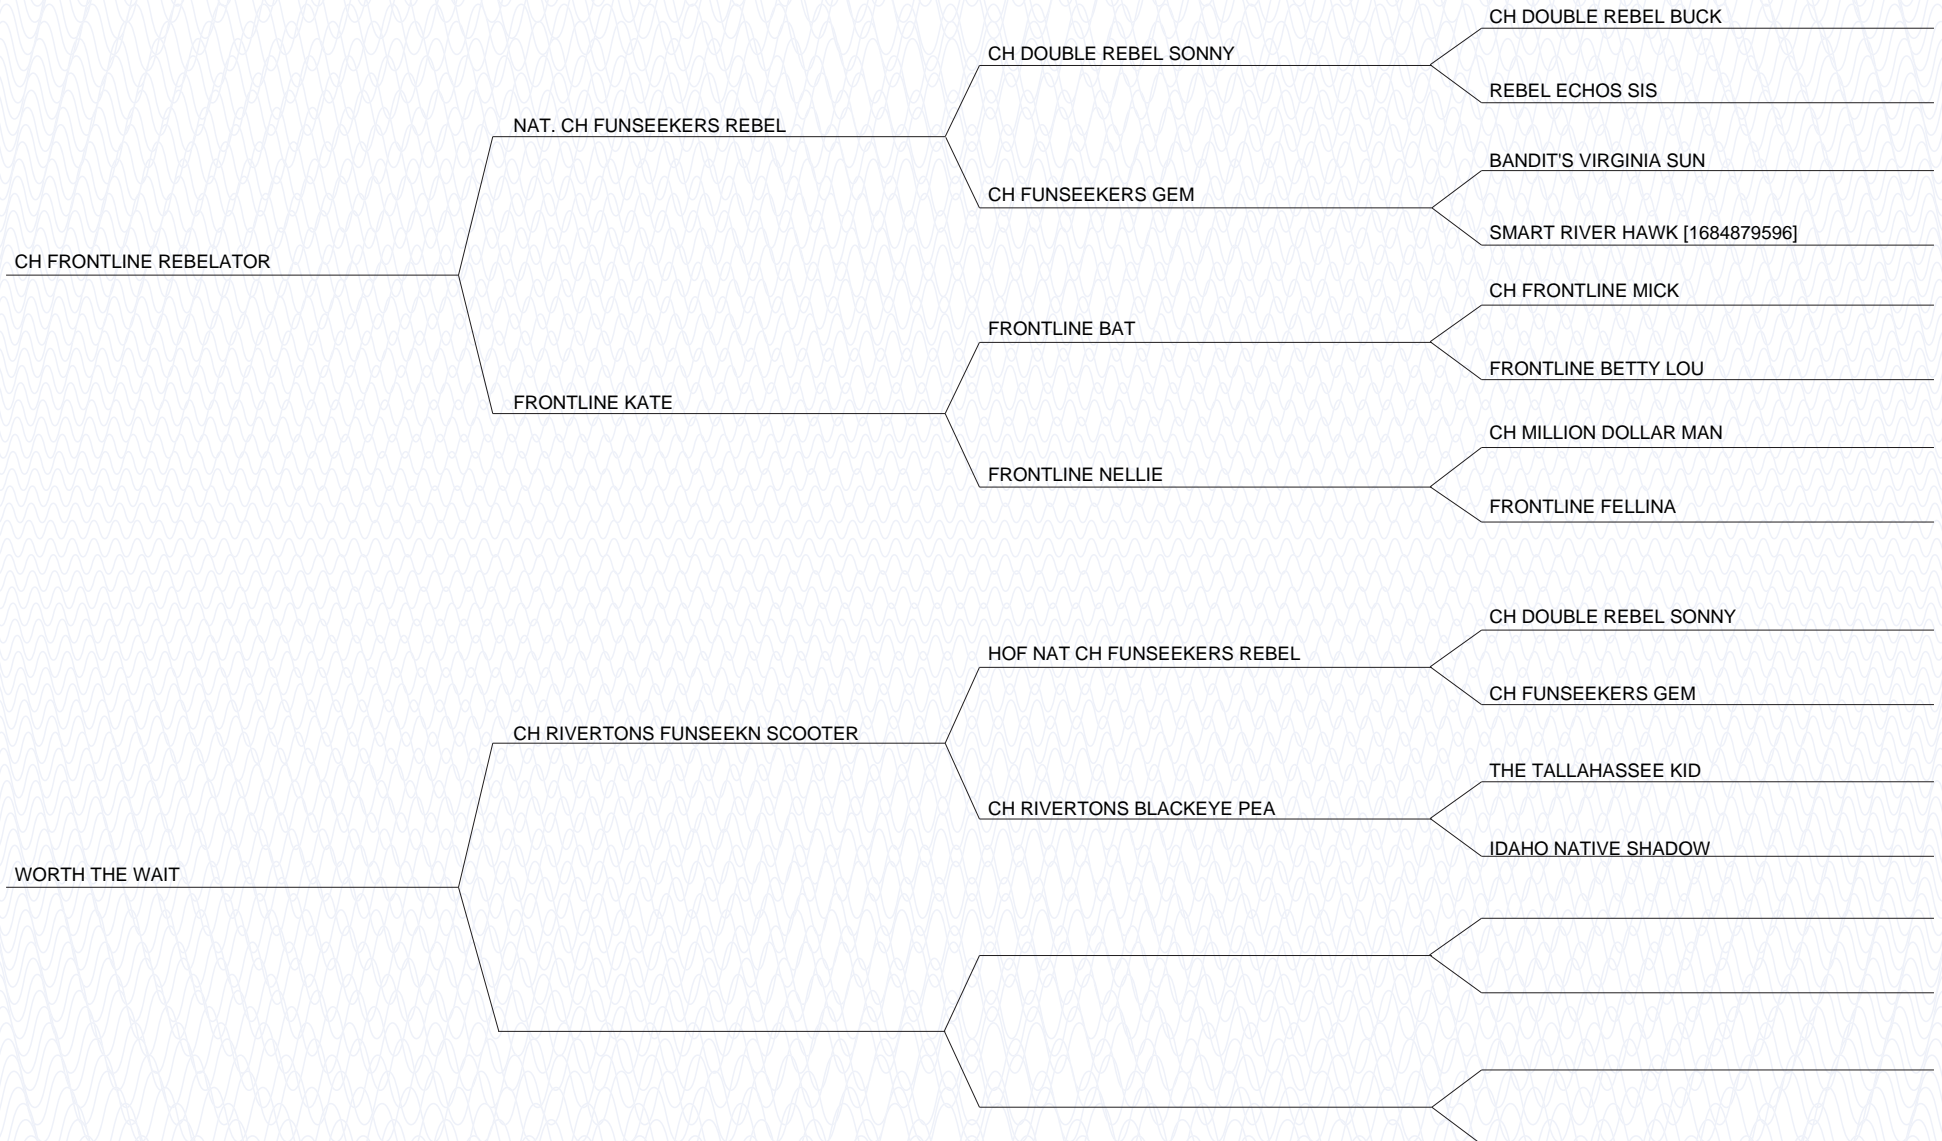 CH DOUBLE REBEL BUCK
CH DOUBLE REBEL SONNY
REBEL ECHOS SIS
NAT. CH FUNSEEKERS REBEL
BANDIT'S VIRGINIA SUN
CH FUNSEEKERS GEM
SMART RIVER HAWK [1684879596]
CH FRONTLINE REBELATOR
CH FRONTLINE MICK
FRONTLINE BAT
FRONTLINE BETTY LOU
FRONTLINE KATE
CH MILLION DOLLAR MAN
FRONTLINE NELLIE
FRONTLINE FELLINA
CH DOUBLE REBEL SONNY
HOF NAT CH FUNSEEKERS REBEL
CH FUNSEEKERS GEM
CH RIVERTONS FUNSEEKN SCOOTER
THE TALLAHASSEE KID
CH RIVERTONS BLACKEYE PEA
IDAHO NATIVE SHADOW
WORTH THE WAIT